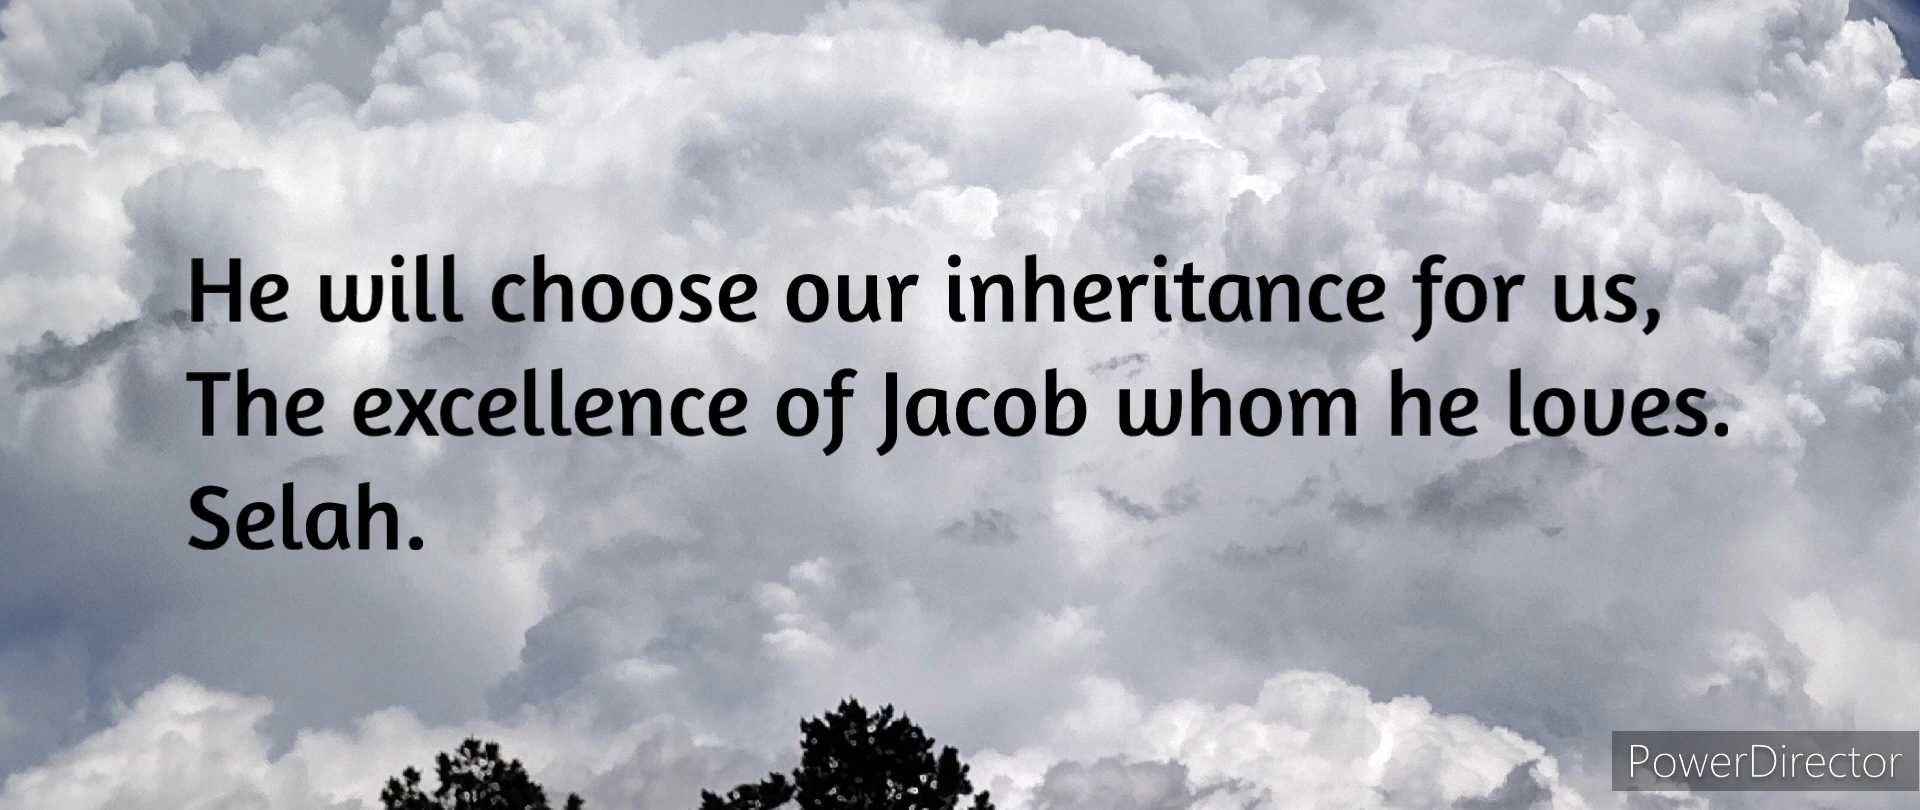 He will choose our inheritance for us,
The excellence of Jacob whom he loves.
Selah.
PowerDirector